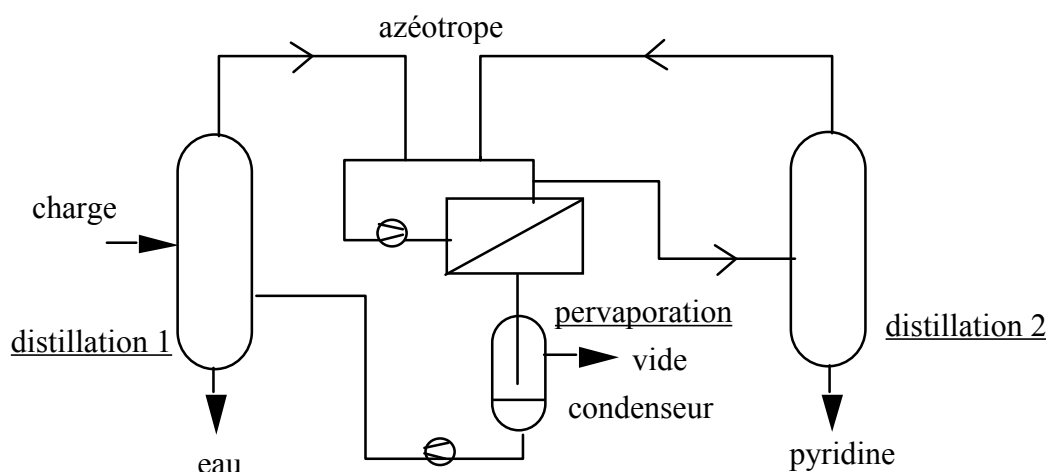 azéotrope
charge
pervaporation
distillation 1
distillation 2
vide
condenseur
eau
pyridine